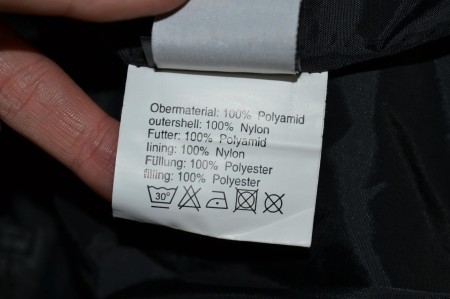 Obermaterial: 100% Polyamid
outershell: 100% Nylon
Futter: 100% Polyamid
lining: 100% Nylon
Füllung: 100% Polyester
filling: 100% Polyester
30°